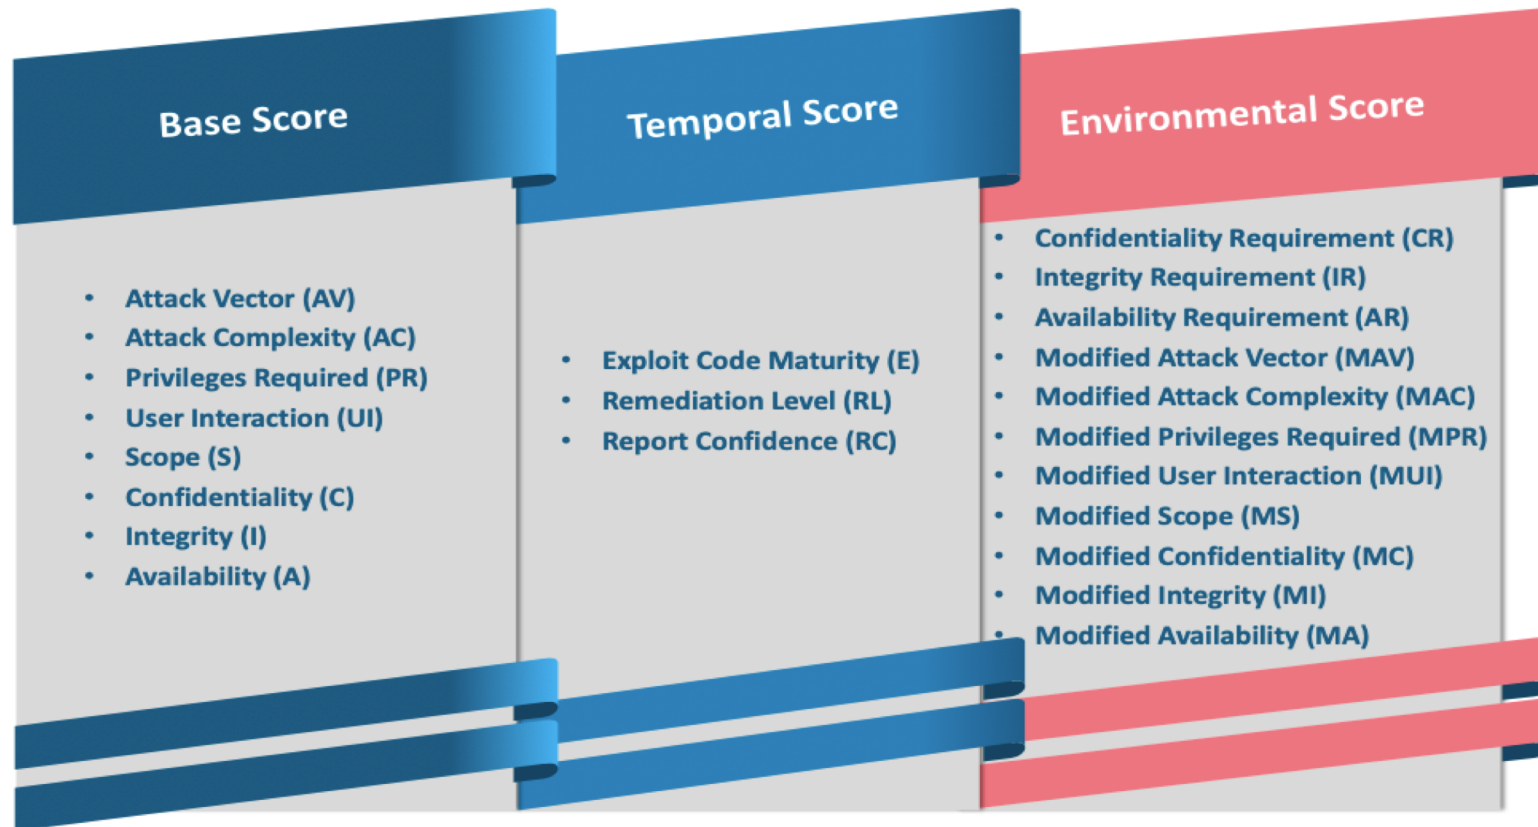 Base Score
• Attack Vector (AV)
• Attack Complexity (AC)
• Privileges Required (PR)
• User Interaction (UI)
• Scope (S)
• Confidentiality (C)
• Integrity (I)
• Availability (A)
Temporal Score
• Exploit Code Maturity (E)
• Remediation Level (RL)
• Report Confidence (RC)
Environmental Score
• Confidentiality Requirement (CR)
• Integrity Requirement (IR)
• Availability Requirement (AR)
• Modified Attack Vector (MAV)
• Modified Attack Complexity (MAC)
• Modified Privileges Required (MPR)
• Modified User Interaction (MUI)
• Modified Scope (MS)
• Modified Confidentiality (MC)
• Modified Integrity (MI)
• Modified Availability (MA)